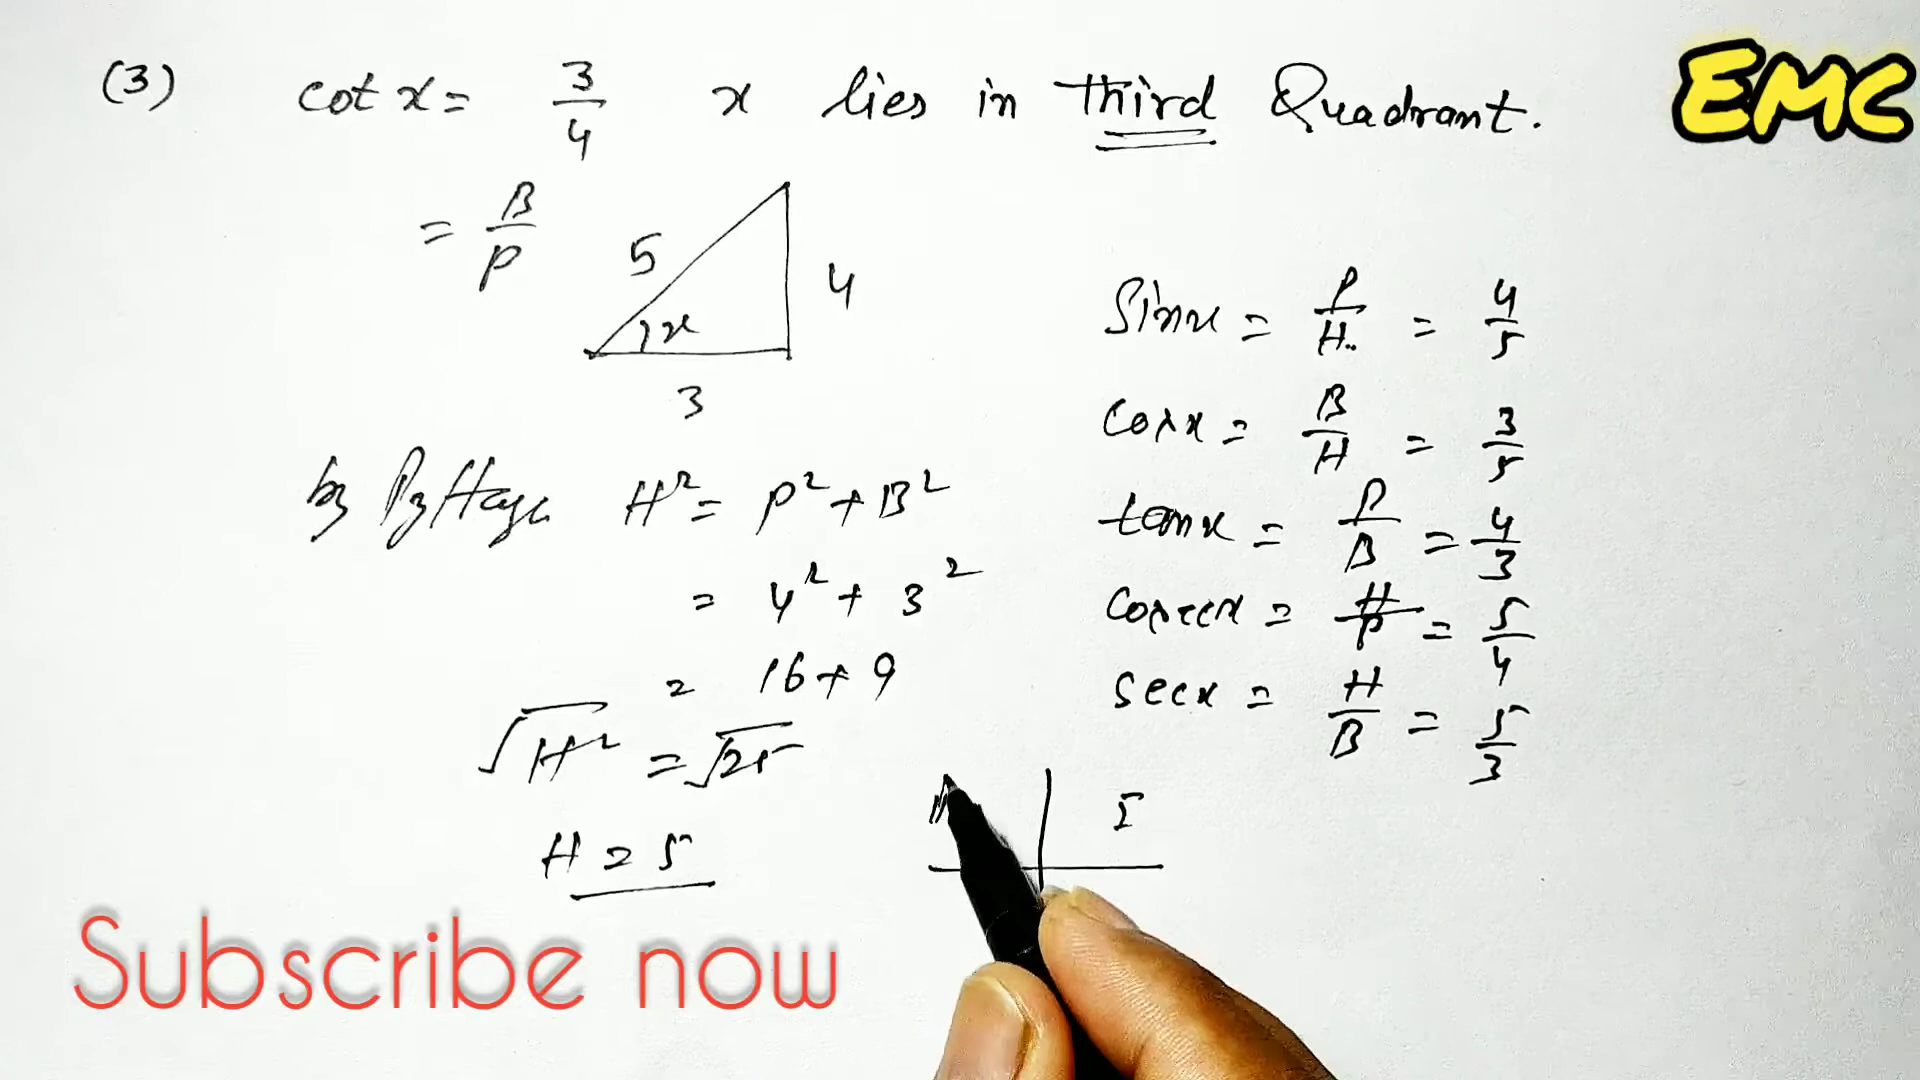 (3) cot x = 3/4 x lies in third Quadrant.
EMC
= B/P
5
4
x
3
by H² = P² + B²
= 4² + 3²
= 16 + 9
√H² = √25
H = 5
Sinx = P/H = 4/5
cosx = B/H = 3/5
tanx = P/B = 4/3
cosecx = H/P = 5/4
secx = H/B = 5/3
I
Subscribe now